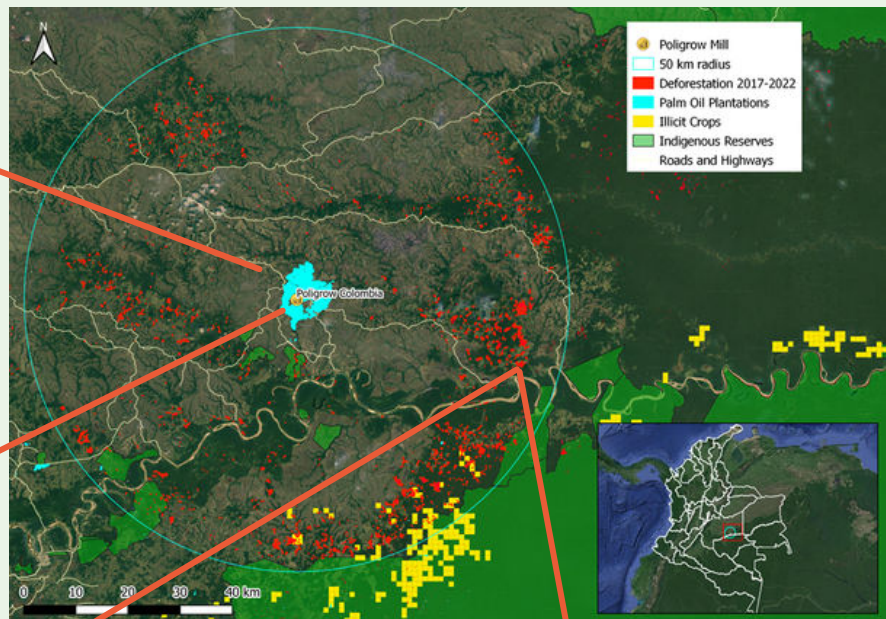 N
Poligrow Mill
50 km radius
Deforestation 2017-2022
Palm Oil Plantations
Illicit Crops
Indigenous Reserves
Roads and Highways
Poligrow Colombia
0 10 20 30 40 km